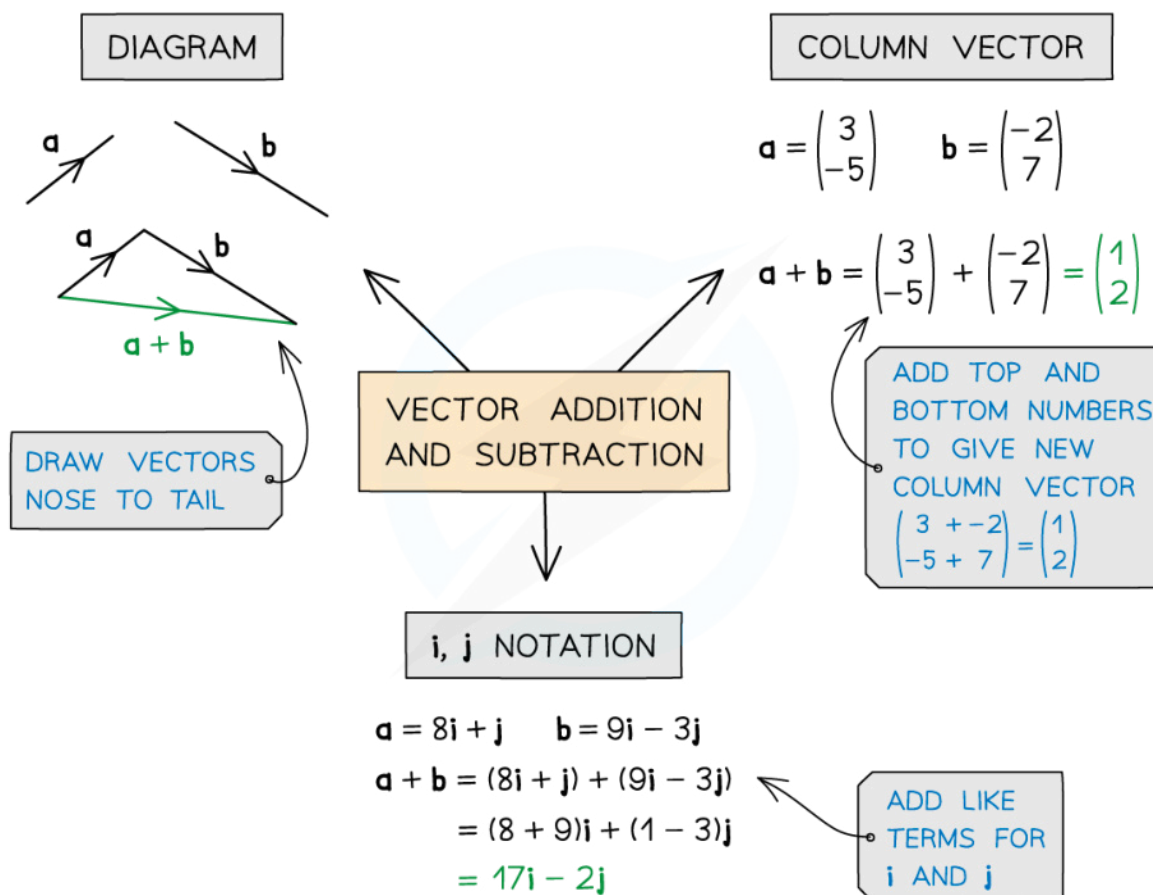 DIAGRAM
a
b
a
b
a + b
DRAW VECTORS
NOSE TO TAIL
COLUMN VECTOR
a = (3
-5) b = (-2
7)
a + b = (3
-5) + (-2
7) = (1
2)
ADD TOP AND
BOTTOM NUMBERS
TO GIVE NEW
COLUMN VECTOR
(3 + -2
-5 + 7) = (1
2)
VECTOR ADDITION
AND SUBTRACTION
i, j NOTATION
a = 8i + j b = 9i − 3j
a + b = (8i + j) + (9i − 3j)
= (8 + 9)i + (1 − 3)j
= 17i − 2j
ADD LIKE
TERMS FOR
i AND j